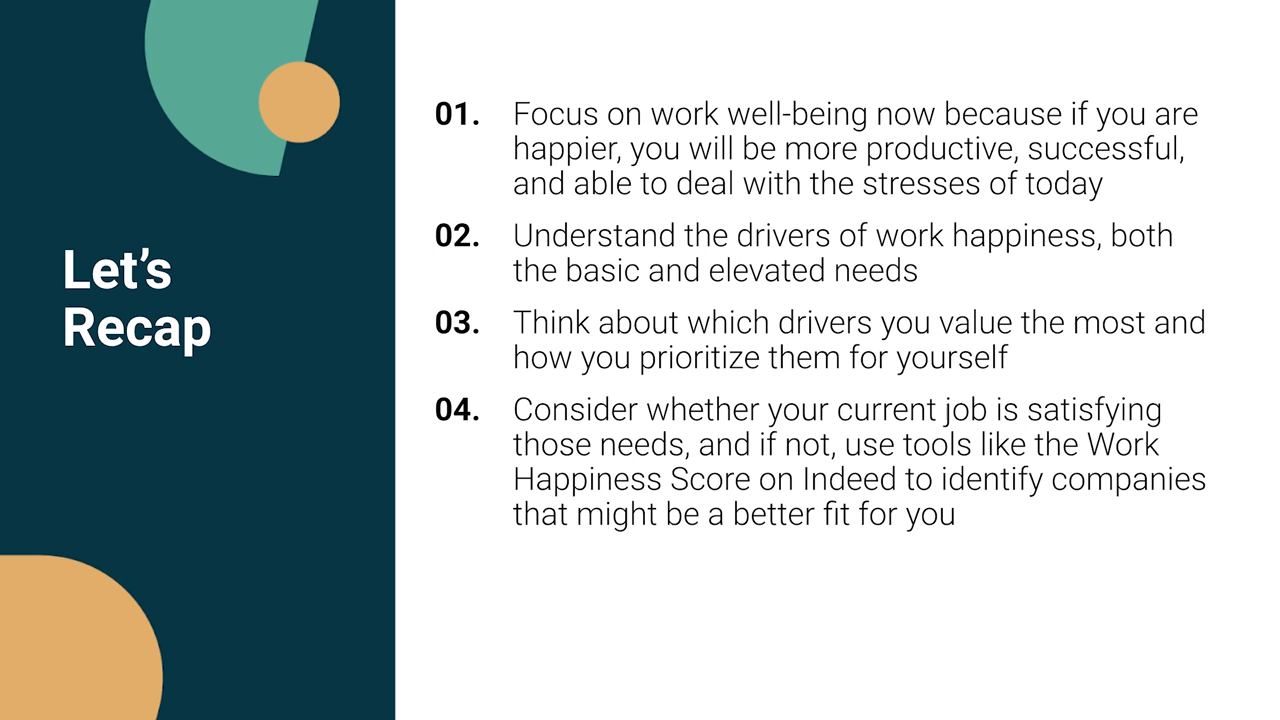 Let’s
Recap
01. Focus on work well-being now because if you are
happier, you will be more productive, successful,
and able to deal with the stresses of today
02. Understand the drivers of work happiness, both
the basic and elevated needs
03. Think about which drivers you value the most and
how you prioritize them for yourself
04. Consider whether your current job is satisfying
those needs, and if not, use tools like the Work
Happiness Score on Indeed to identify companies
that might be a better fit for you